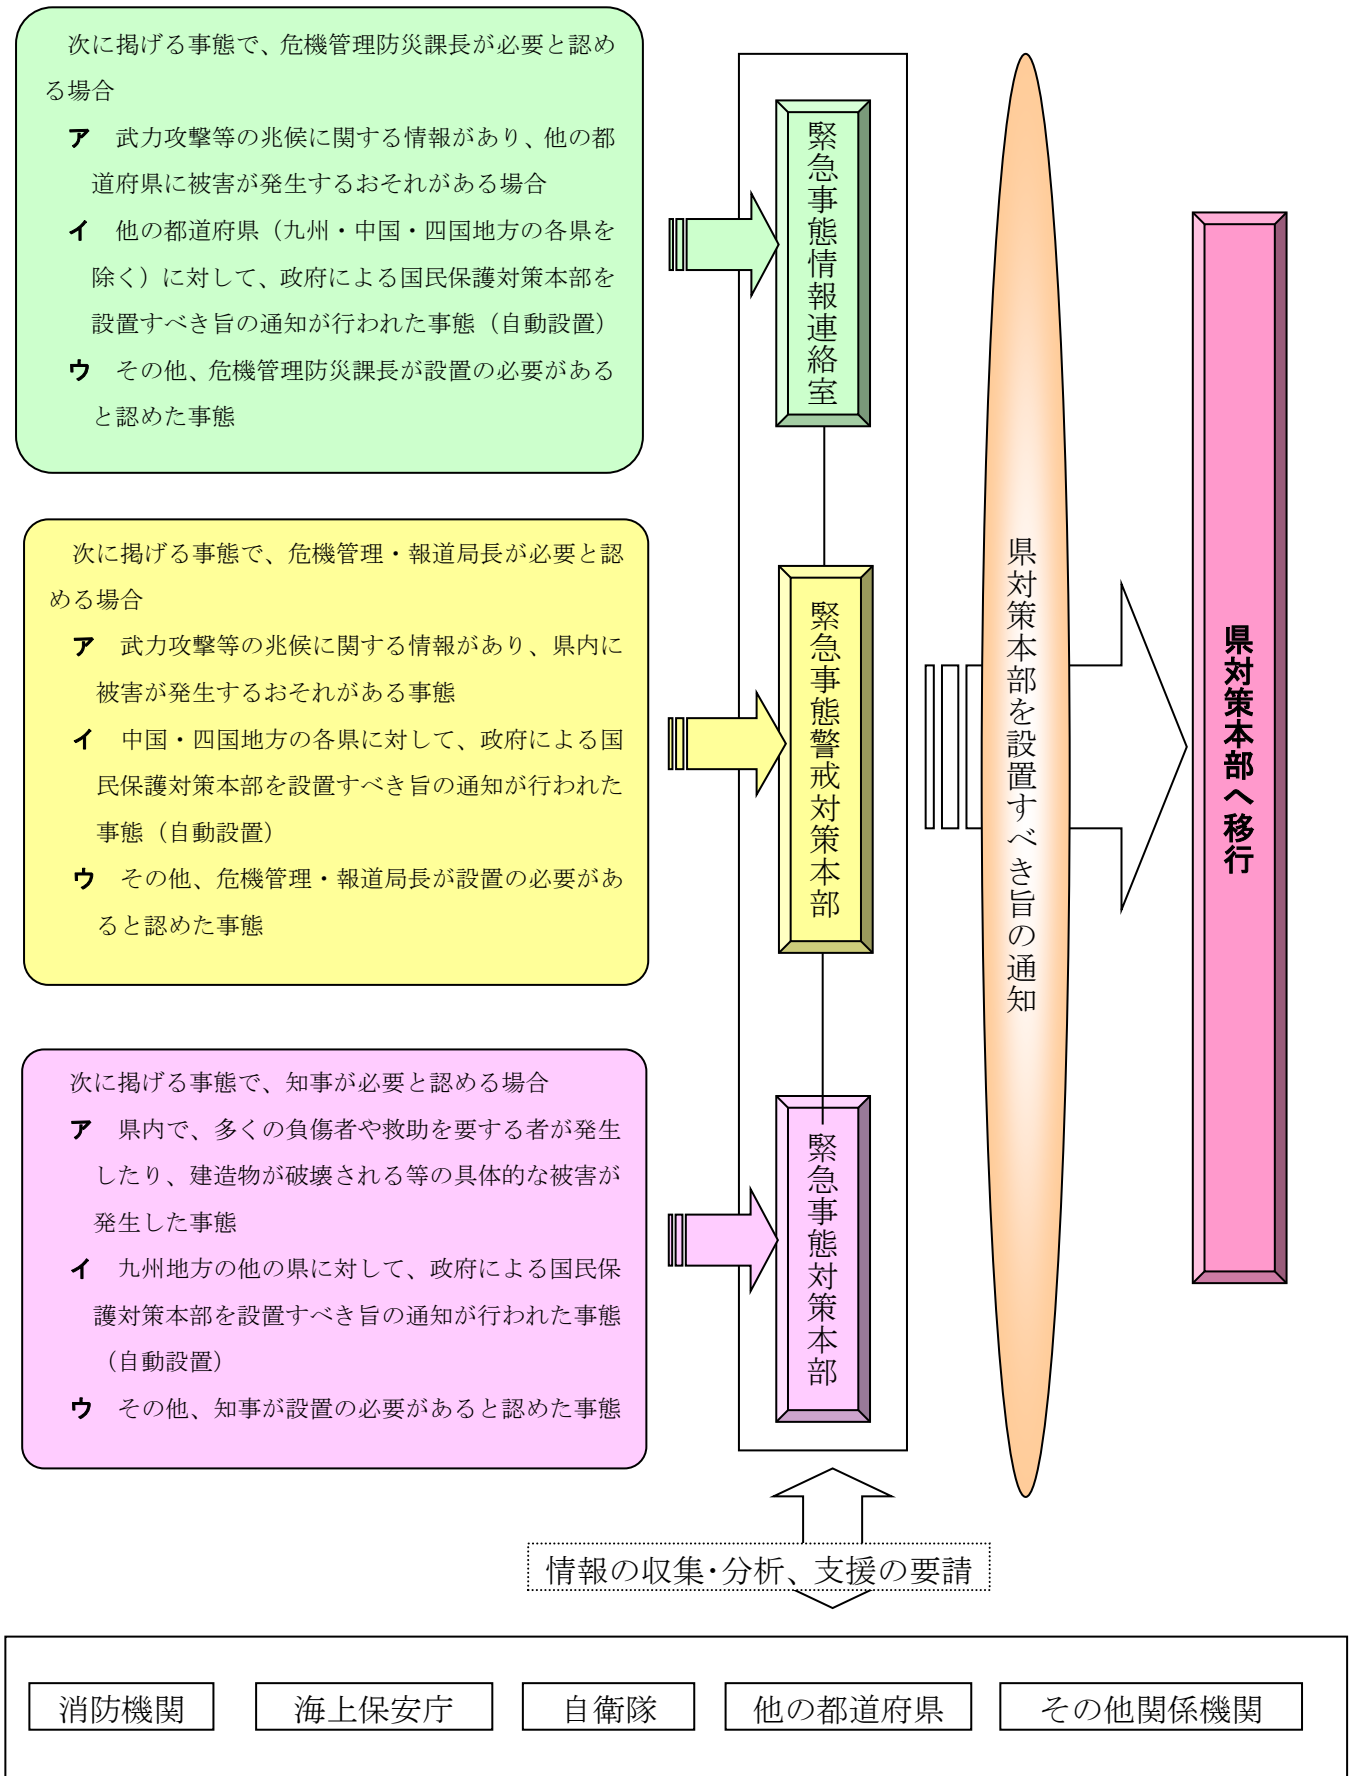 次に掲げる事態で、危機管理防災課長が必要と認め
る場合
ア　武力攻撃等の兆候に関する情報があり、他の都
道府県に被害が発生するおそれがある場合
イ　他の都道府県（九州・中国・四国地方の各県を
除く）に対して、政府による国民保護対策本部を
設置すべき旨の通知が行われた事態（自動設置）
ウ　その他、危機管理防災課長が設置の必要がある
と認めた事態
緊急事態情報連絡室
次に掲げる事態で、危機管理・報道局長が必要と認
める場合
ア　武力攻撃等の兆候に関する情報があり、県内に
被害が発生するおそれがある事態
イ　中国・四国地方の各県に対して、政府による国
民保護対策本部を設置すべき旨の通知が行われた
事態（自動設置）
ウ　その他、危機管理・報道局長が設置の必要があ
ると認めた事態
緊急事態警戒対策本部
次に掲げる事態で、知事が必要と認める場合
ア　県内で、多くの負傷者や救助を要する者が発生
したり、建造物が破壊される等の具体的な被害が
発生した事態
イ　九州地方の他の県に対して、政府による国民保
護対策本部を設置すべき旨の通知が行われた事態
（自動設置）
ウ　その他、知事が設置の必要があると認めた事態
緊急事態対策本部
県対策本部を設置すべき旨の通知
県対策本部へ移行
情報の収集・分析、支援の要請
消防機関
海上保安庁
自衛隊
他の都道府県
その他関係機関